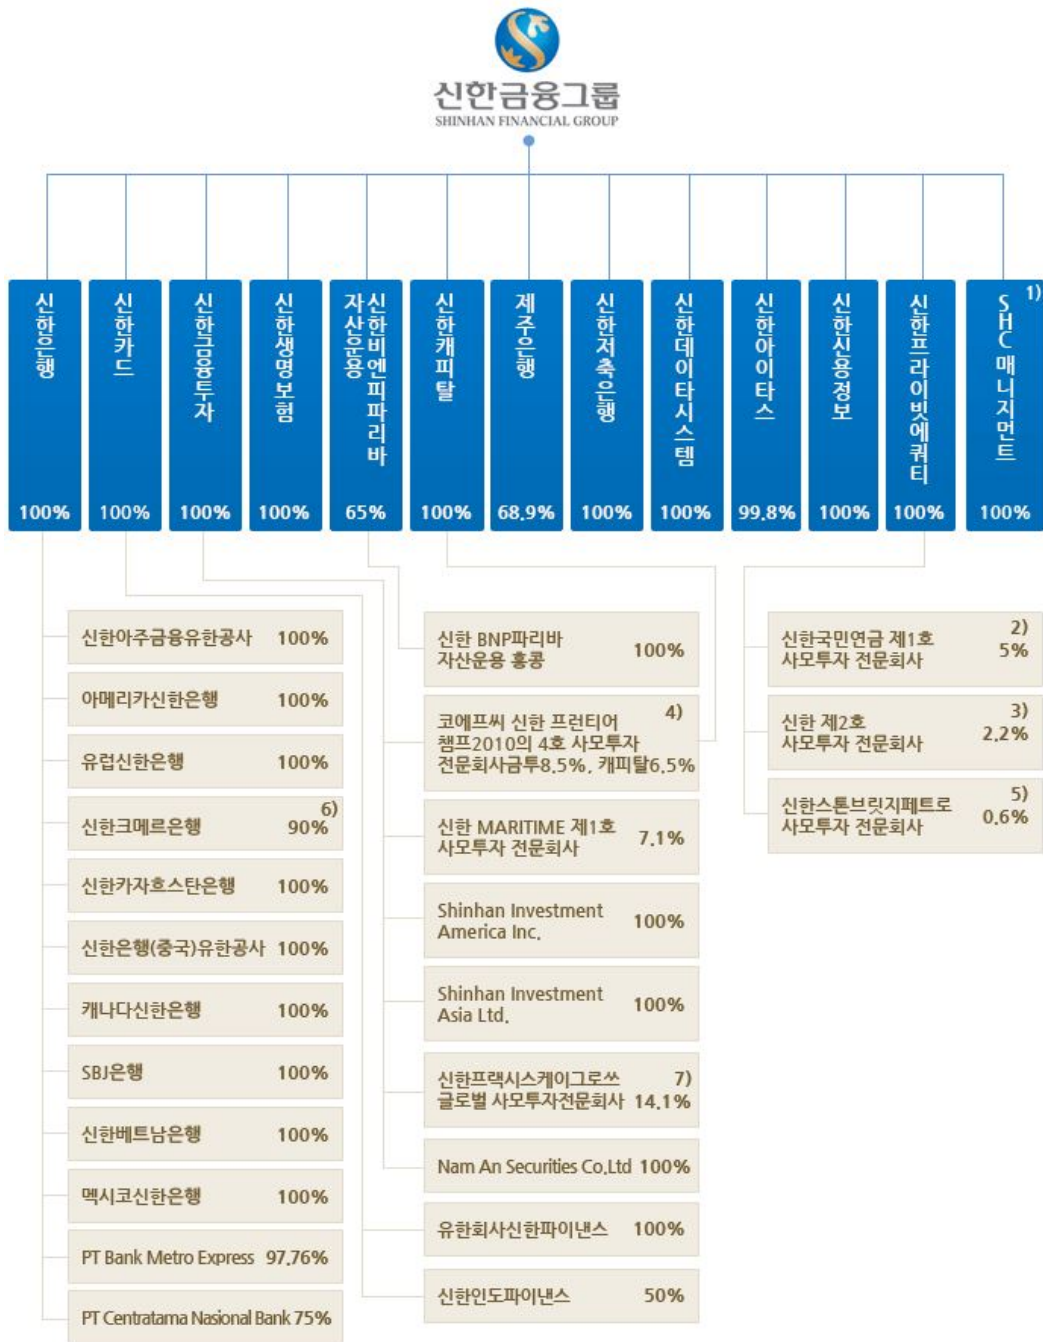 신한금융그룹
SHINHAN FINANCIAL GROUP
신한은행
100%
신한카드
100%
신한금융투자
100%
신한생명보험
100%
신한비엔피파리바
자산운용
65%
신한캐피탈
100%
제주은행
68.9%
신한저축은행
100%
신한데이타시스템
100%
신한아이타스
99.8%
신한신용정보
100%
신한프라이빗에쿼티
100%
SHC 매니지먼트 1)
100%
신한아주금융유한공사 100%
아메리카신한은행 100%
유럽신한은행 100%
6)
신한크메르은행 90%
신한카자흐스탄은행 100%
신한은행(중국)유한공사 100%
캐나다신한은행 100%
SBJ은행 100%
신한베트남은행 100%
멕시코신한은행 100%
PT Bank Metro Express 97.76%
PT Centratama Nasional Bank 75%
신한 BNP파리바
자산운용 홍콩 100%
코에프씨 신한 프런티어 4)
챔프2010의 4호 사모투자
전문회사금투8.5%, 캐피탈6.5%
신한 MARITIME 제1호
사모투자 전문회사 7.1%
Shinhan Investment
America Inc. 100%
Shinhan Investment
Asia Ltd. 100%
신한프랙시스케이그로쓰 7)
글로벌 사모투자전문회사 14.1%
Nam An Securities Co.Ltd 100%
유한회사신한파이낸스 100%
신한인도파이낸스 50%
신한국민연금 제1호 2)
사모투자 전문회사 5%
신한 제2호 3)
사모투자 전문회사 2.2%
신한스톤브릿지페트로 5)
사모투자 전문회사 0.6%